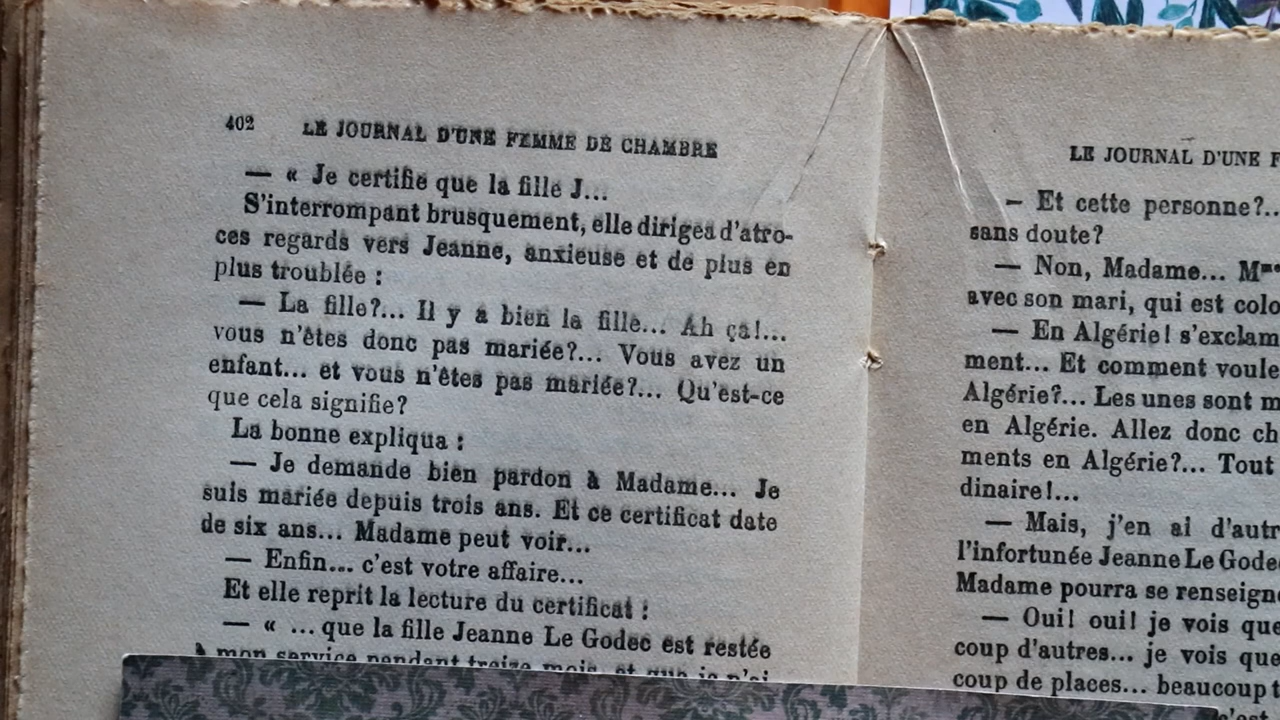 402 LE JOURNAL D'UNE FEMME DE CHAMBRE
— « Je certifie que la fille J...
S'interrompant brusquement, elle dirigea d'atro-
ces regards vers Jeanne, anxieuse et de plus en
plus troublée :
— La fille?... Il y a bien la fille... Ah ça!...
vous n'êtes donc pas mariée?... Vous avez un
enfant... et vous n'êtes pas mariée?... Qu'est-ce
que cela signifie?
La bonne expliqua :
— Je demande bien pardon à Madame... Je
suis mariée depuis trois ans. Et ce certificat date
de six ans... Madame peut voir...
— Enfin... c'est votre affaire...
Et elle reprit la lecture du certificat :
— « ... que la fille Jeanne Le Godec est restée
à mon service pendant treize mois, et que je n'ai
LE JOURNAL D'UNE F
— Et cette personne?..
sans doute?
— Non, Madame... Mme
avec son mari, qui est colo
— En Algérie! s'exclam
ment... Et comment voule
Algérie?... Les unes sont m
en Algérie. Allez donc ch
ments en Algérie?... Tout
dinaire!...
— Mais, j'en ai d'autr
l'infortunée Jeanne Le Gode
Madame pourra se renseign
— Oui! oui! je vois que
coup d'autres... je vois que
coup de places... beaucoup t
c'est